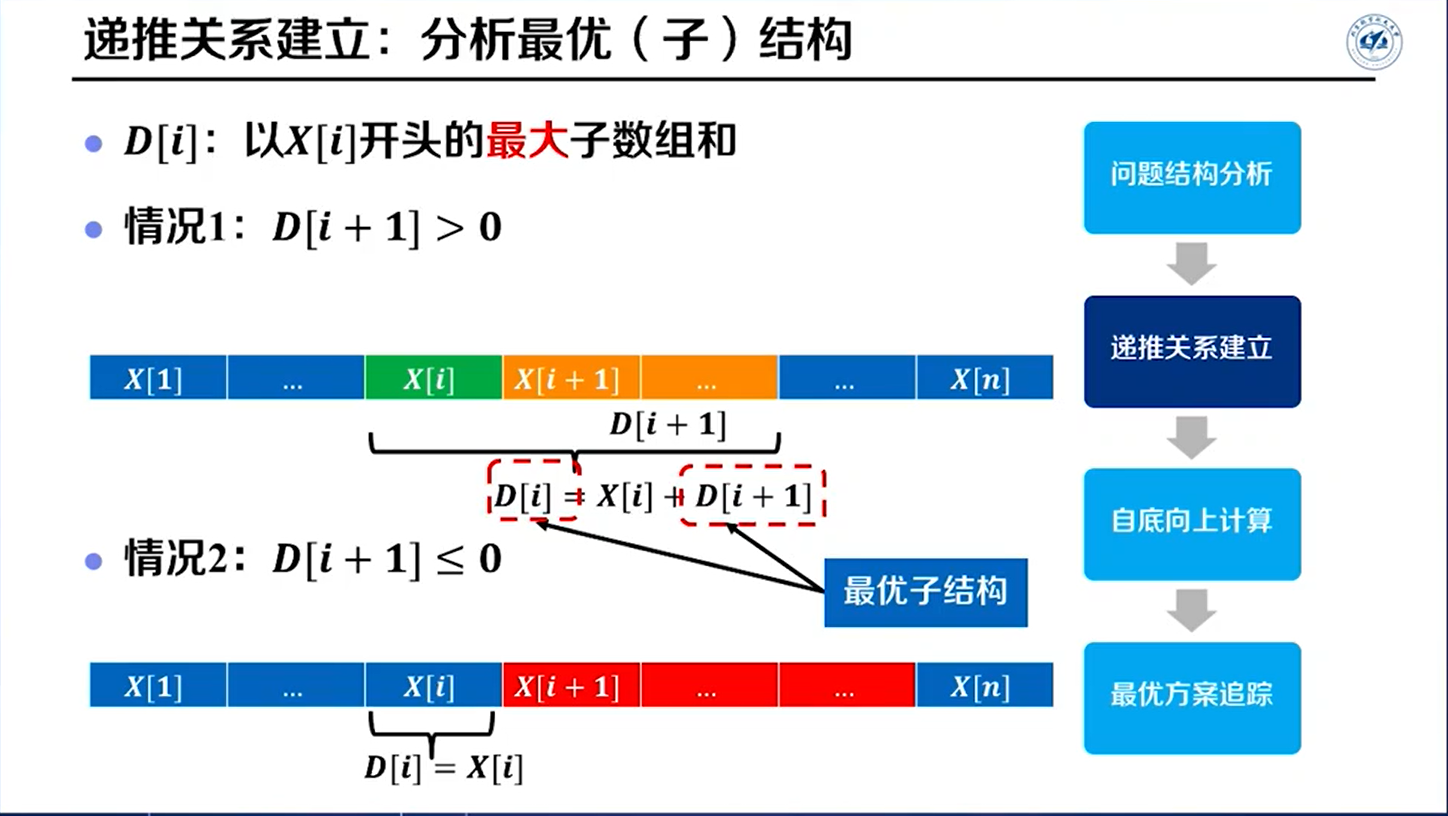 递推关系建立：分析最优（子）结构
D[i]：以X[i]开头的最大子数组和
情况1：D[i + 1] > 0
X[1] ... X[i] X[i + 1] ... ... X[n]
D[i + 1]
D[i] = X[i] + D[i + 1]
情况2：D[i + 1] ≤ 0
最优子结构
X[1] ... X[i] X[i + 1] ... ... X[n]
D[i] = X[i]
问题结构分析
递推关系建立
自底向上计算
最优方案追踪